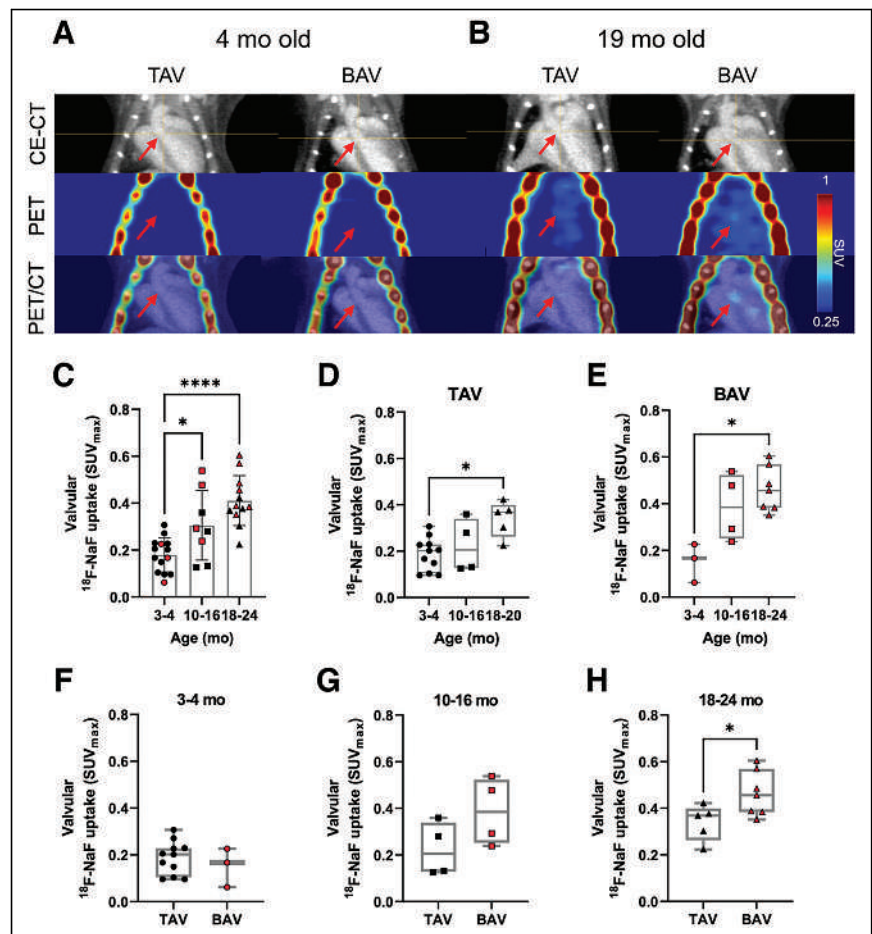 A 4 mo old B 19 mo old
TAV BAV TAV BAV
CE-CT
PET
PET/CT
1
SUV
0.25
C D E
TAV BAV
**** * * *
Valvular
18F-NaF uptake (SUVmax)
0.8
0.6
0.4
0.2
0.0
3-4 10-16 18-24
Age (mo)
Valvular
18F-NaF uptake (SUVmax)
0.8
0.6
0.4
0.2
0.0
3-4 10-16 18-20
Age (mo)
Valvular
18F-NaF uptake (SUVmax)
0.8
0.6
0.4
0.2
0.0
3-4 10-16 18-24
Age (mo)
F G H
3-4 mo 10-16 mo 18-24 mo
*
Valvular
18F-NaF uptake (SUVmax)
0.8
0.6
0.4
0.2
0.0
TAV BAV
Valvular
18F-NaF uptake (SUVmax)
0.8
0.6
0.4
0.2
0.0
TAV BAV
Valvular
18F-NaF uptake (SUVmax)
0.8
0.6
0.4
0.2
0.0
TAV BAV